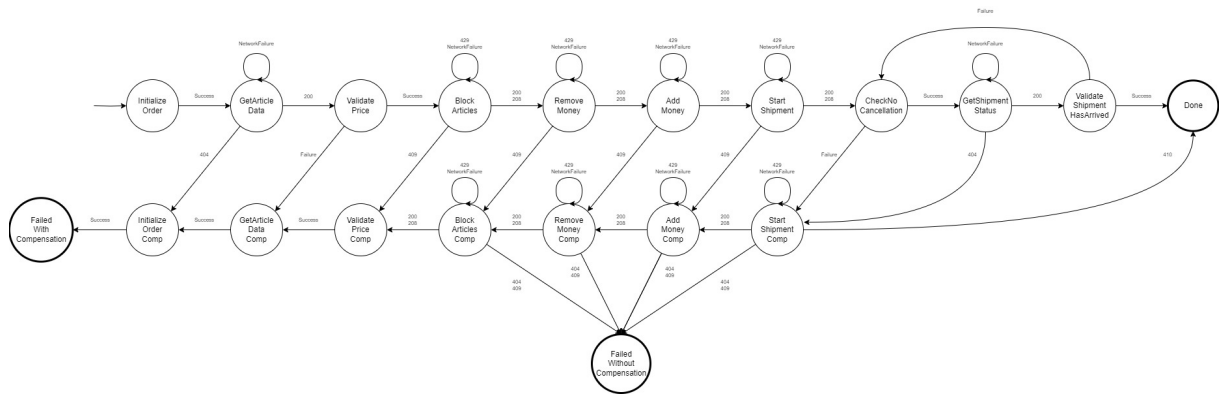 Failure
NetworkFailure
429
NetworkFailure
429
NetworkFailure
429
NetworkFailure
429
NetworkFailure
NetworkFailure
Initialize
Order
Success
GetArticle
Data
200
Validate
Price
Success
Block
Articles
200
208
Remove
Money
200
208
Add
Money
200
208
Start
Shipment
200
208
CheckNo
Cancellation
Success
GetShipment
Status
200
Validate
Shipment
HasArrived
Success
Done
404
Failure
409
409
409
409
Failure
404
410
429
NetworkFailure
429
NetworkFailure
429
NetworkFailure
429
NetworkFailure
Failed
With
Compensation
Success
Initialize
Order
Comp
Success
GetArticle
Data
Comp
Success
Validate
Price
Comp
200
208
Block
Articles
Comp
200
208
Remove
Money
Comp
200
208
Add
Money
Comp
200
208
Start
Shipment
Comp
404
409
404
409
404
409
404
409
Failed
Without
Compensation